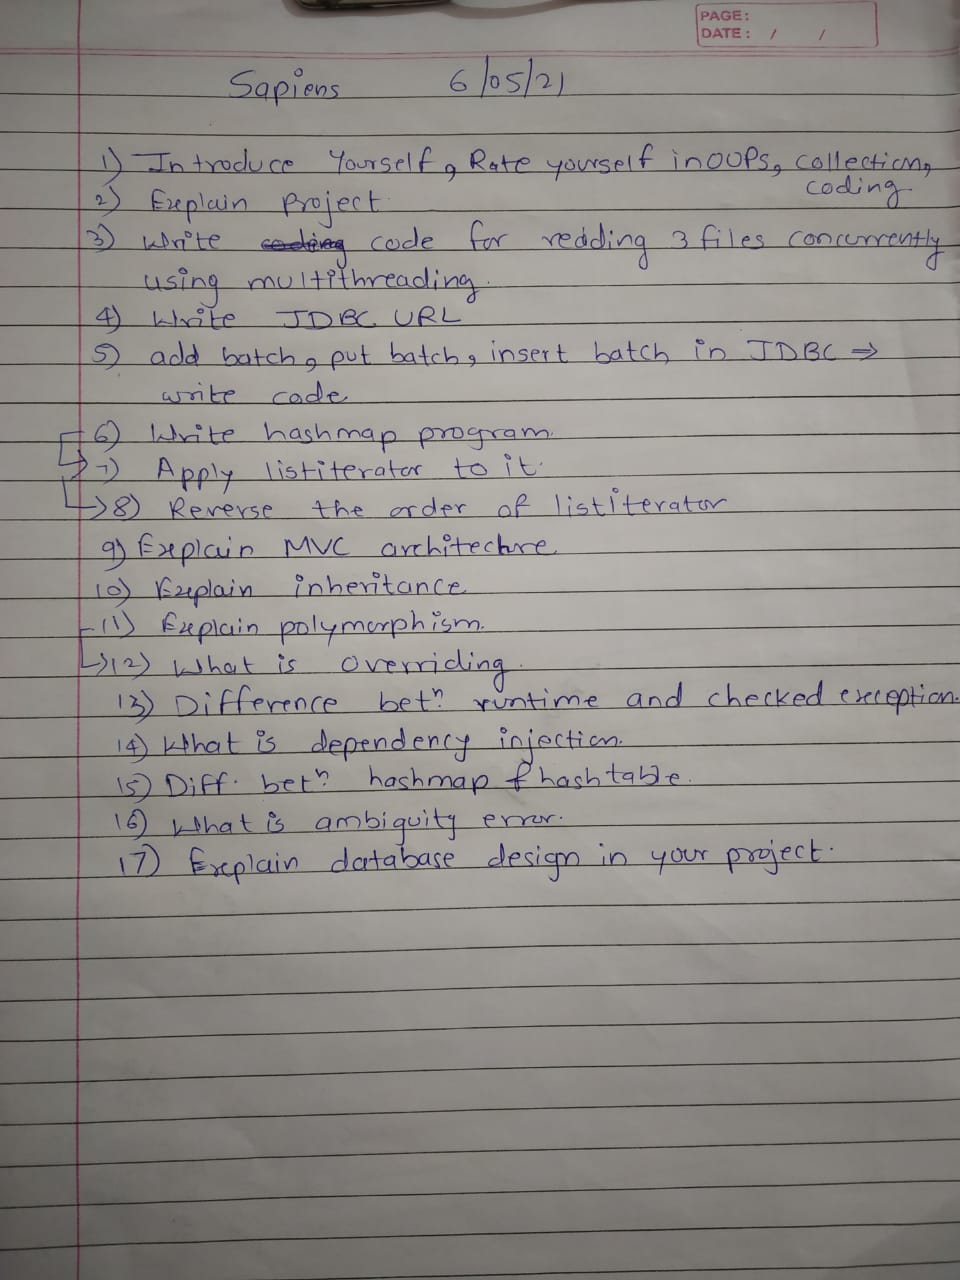 PAGE:
DATE: / /
Sapiens 6/05/21
1) Introduce Yourself, Rate yourself in OOPs, collection,
coding.
2) Explain Project
3) Write coding code for reading 3 files concurrently
using multithreading.
4) Write JDBC URL
5) add batch, put batch, insert batch in JDBC ⇒
write code
6) Write hashmap program.
→7) Apply listiterator to it.
→8) Reverse the order of listiterator
9) Explain MVC architecture
10) Explain inheritance
11) Explain polymorphism.
→12) What is overriding.
13) Difference betn runtime and checked exception.
14) What is dependency injection.
15) Diff. betn hashmap & hashtable.
16) What is ambiguity error.
17) Explain database design in your project.